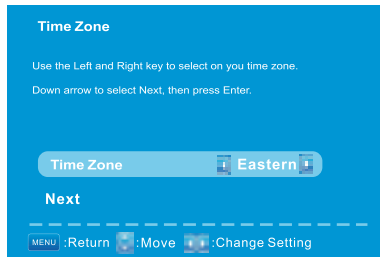 Time Zone
Use the Left and Right key to select on you time zone.
Down arrow to select Next, then press Enter.
Time Zone Eastern
Next
MENU :Return :Move :Change Setting